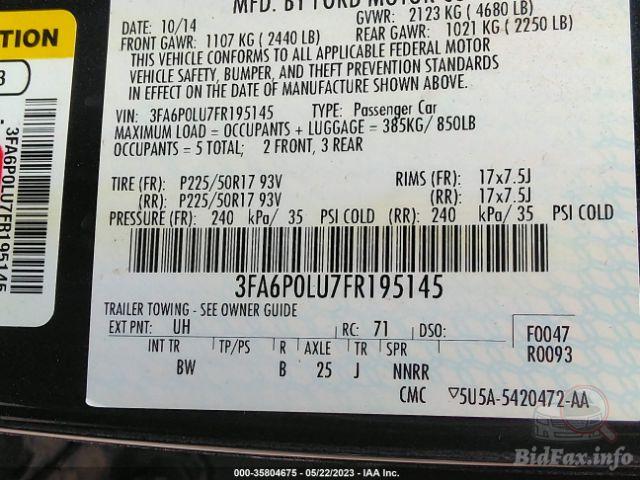 MFD. BY FORD MOTOR CO
DATE: 10/14 GVWR: 2123 KG ( 4680 LB)
FRONT GAWR: 1107 KG ( 2440 LB) REAR GAWR: 1021 KG ( 2250 LB)
THIS VEHICLE CONFORMS TO ALL APPLICABLE FEDERAL MOTOR
VEHICLE SAFETY, BUMPER, AND THEFT PREVENTION STANDARDS
IN EFFECT ON THE DATE OF MANUFACTURE SHOWN ABOVE.
VIN: 3FA6P0LU7FR195145 TYPE: Passenger Car
MAXIMUM LOAD = OCCUPANTS + LUGGAGE = 385KG/ 850LB
OCCUPANTS = 5 TOTAL; 2 FRONT, 3 REAR
TIRE (FR): P225/50R17 93V RIMS (FR): 17x7.5J
(RR): P225/50R17 93V (RR): 17x7.5J
PRESSURE (FR): 240 kPa/ 35 PSI COLD (RR): 240 kPa/ 35 PSI COLD
3FA6P0LU7FR195145
TRAILER TOWING - SEE OWNER GUIDE
EXT PNT: UH RC: 71 DSO: F0047
R0093
INT TR TP/PS R AXLE TR SPR
BW B 25 J NNRR
CMC ▽5U5A-5420472-AA
TION
3
3FA6P0LU7FR195145
000-35804675 - 05/22/2023 - IAA Inc.
BidFax.info